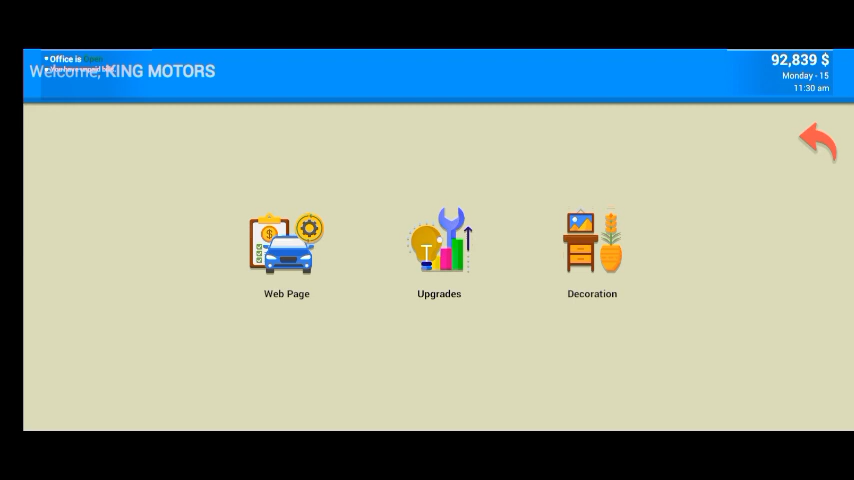 Office is Open
Welcome, KING MOTORS
92,839 $
Monday - 15
11:30 am
Web Page
Upgrades
Decoration